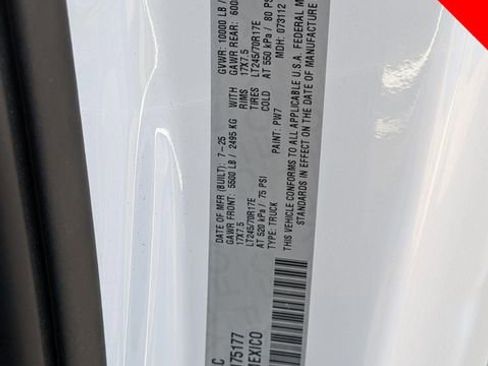 DATE OF MFR (BUILT): 7-25 GVWR: 10000 LB /
GAWR FRONT: 5500 LB / 2495 KG WITH GAWR REAR: 600
17X7.5 RIMS 17X7.5
LT245/70R17E TIRES LT245/70R17E
AT 520 kPa / 75 PSI COLD AT 550 kPa / 80 PS
TYPE: TRUCK PAINT: PW7 MDH: 073112
THIS VEHICLE CONFORMS TO ALL APPLICABLE U.S.A. FEDERAL M
STANDARDS IN EFFECT ON THE DATE OF MANUFACTURE
C
175177
MEXICO